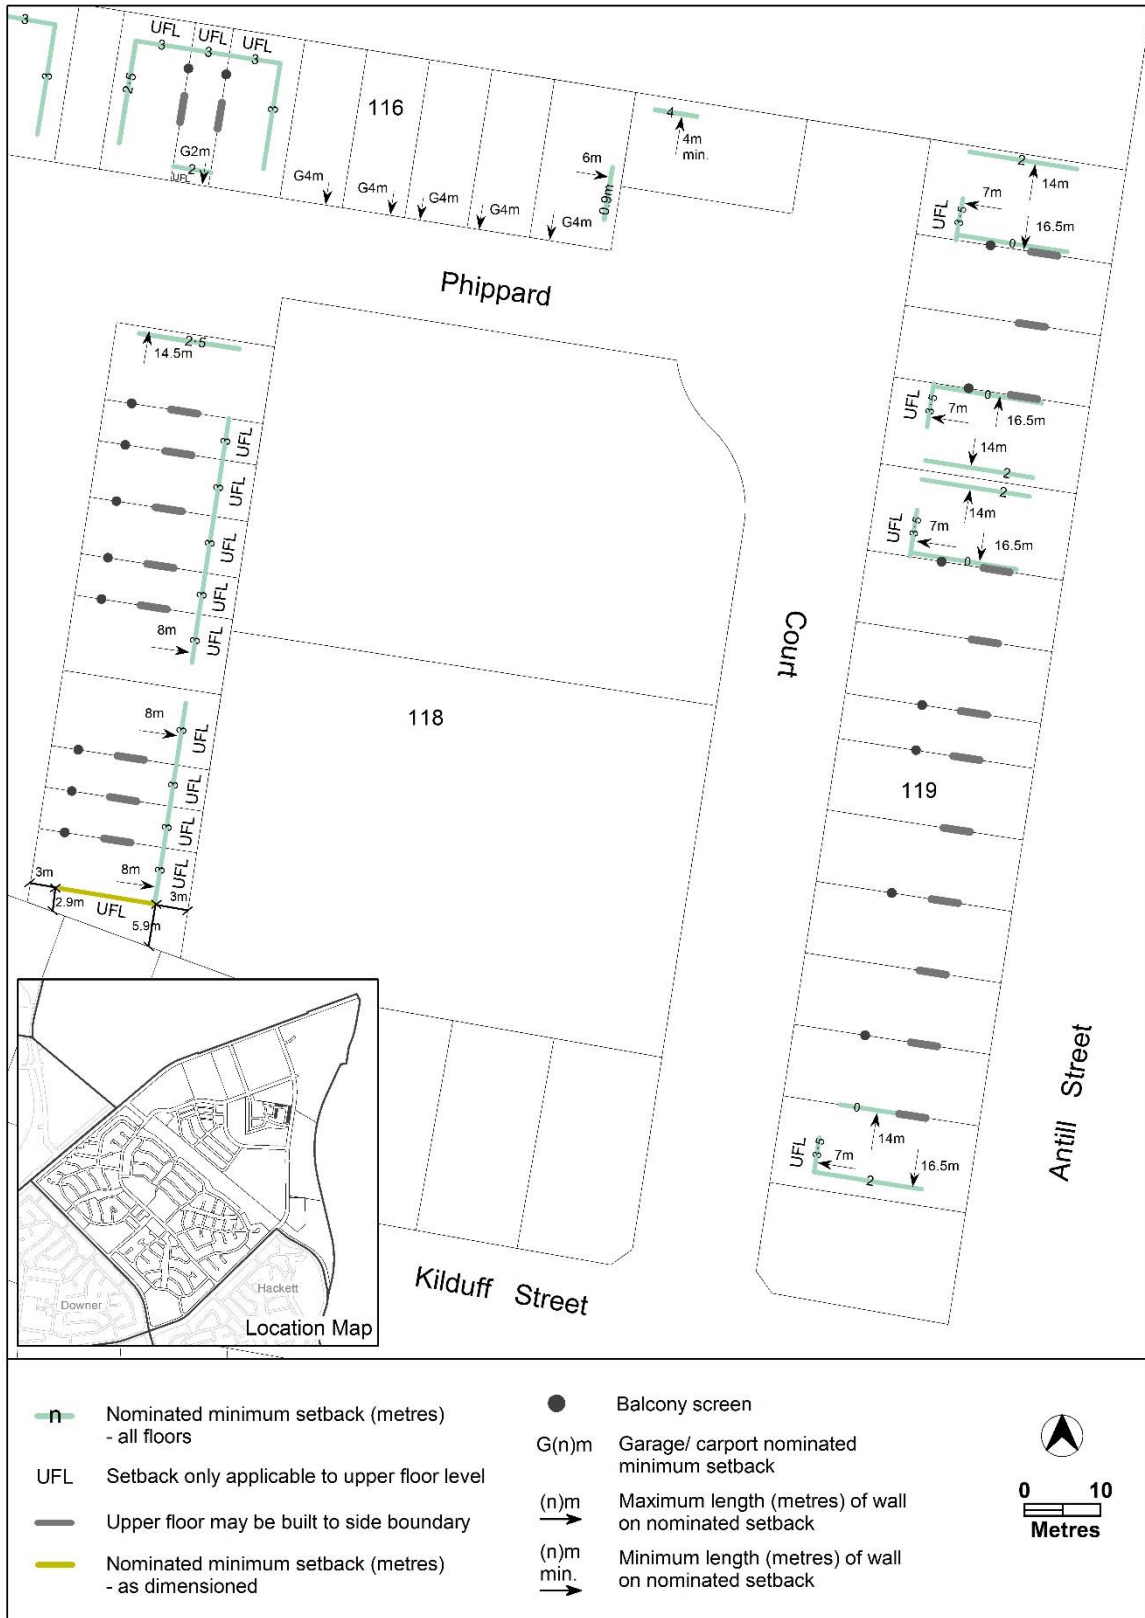 3
UFL
UFL
UFL
3
3
3
3
2·5
3
G2m
2
UFL
116
G4m
G4m
G4m
G4m
G4m
6m
0.9m
4
4m
min.
2
14m
7m
UFL
3·5
16.5m
0
Phippard
2·5
14.5m
3
UFL
3
UFL
3
UFL
3
UFL
8m
3
UFL
0
UFL
3·5
7m
16.5m
14m
2
2
14m
UFL
3·5
7m
16.5m
0
Court
118
8m
3
UFL
3
UFL
3
UFL
8m
3
UFL
3m
2.9m
UFL
3m
5.9m
119
0
14m
UFL
3·5
7m
16.5m
2
Antill Street
Kilduff Street
Downer
Hackett
Location Map
n
Nominated minimum setback (metres)
- all floors
UFL
Setback only applicable to upper floor level
Upper floor may be built to side boundary
Nominated minimum setback (metres)
- as dimensioned
Balcony screen
G(n)m
Garage/ carport nominated
minimum setback
(n)m
Maximum length (metres) of wall
on nominated setback
(n)m
min.
Minimum length (metres) of wall
on nominated setback
0 10
Metres